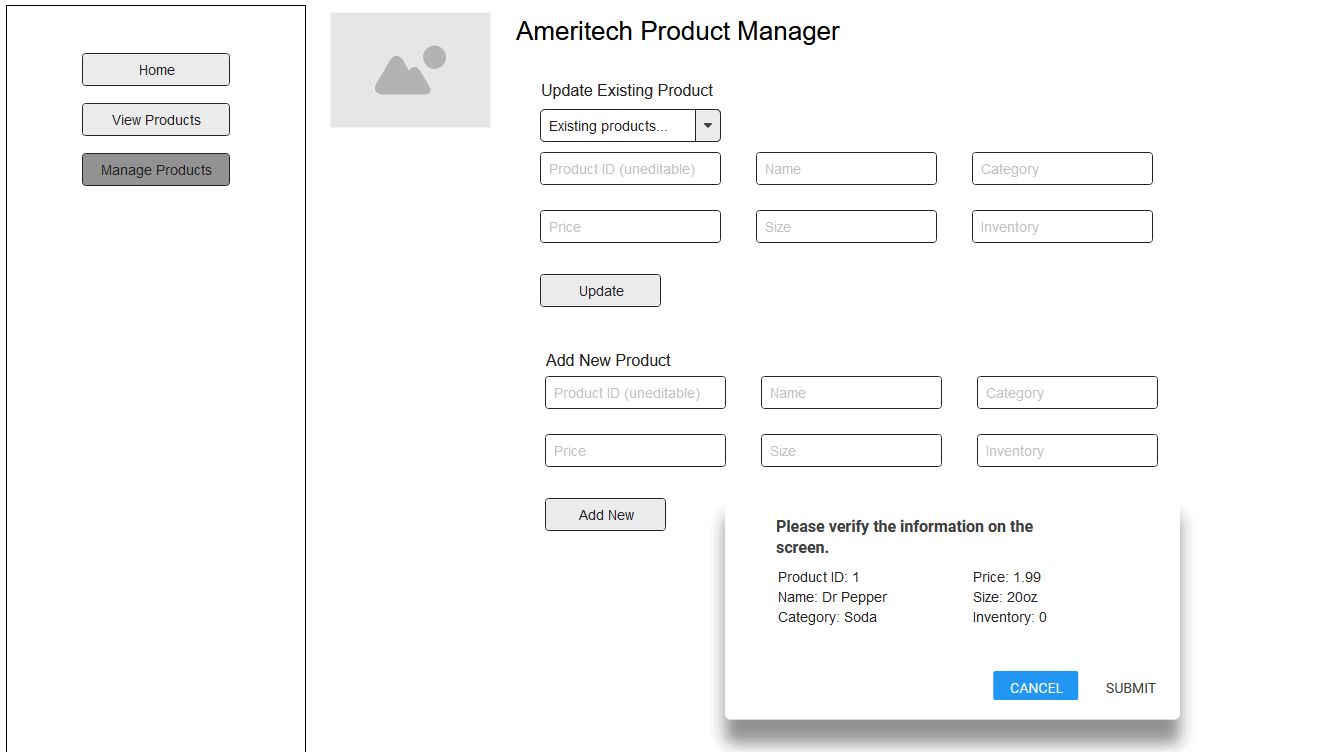 Home
View Products
Manage Products
Ameritech Product Manager
Update Existing Product
Existing products...
Product ID (uneditable) Name Category
Price Size Inventory
Update
Add New Product
Product ID (uneditable) Name Category
Price Size Inventory
Add New
Please verify the information on the
screen.
Product ID: 1 Price: 1.99
Name: Dr Pepper Size: 20oz
Category: Soda Inventory: 0
CANCEL SUBMIT